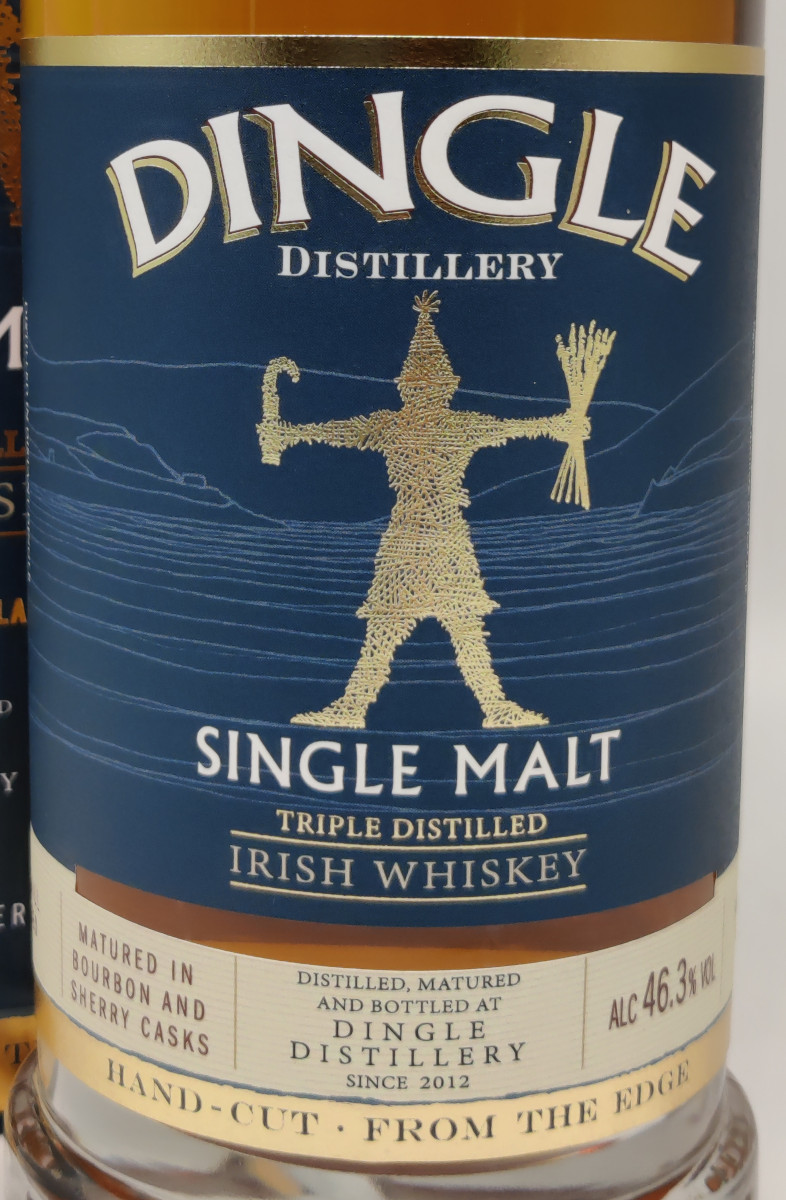 DINGLE
DISTILLERY
SINGLE MALT
TRIPLE DISTILLED
IRISH WHISKEY
MATURED IN
BOURBON AND
SHERRY CASKS
DISTILLED, MATURED
AND BOTTLED AT
DINGLE
DISTILLERY
SINCE 2012
ALC 46.3% VOL
HAND-CUT · FROM THE EDGE